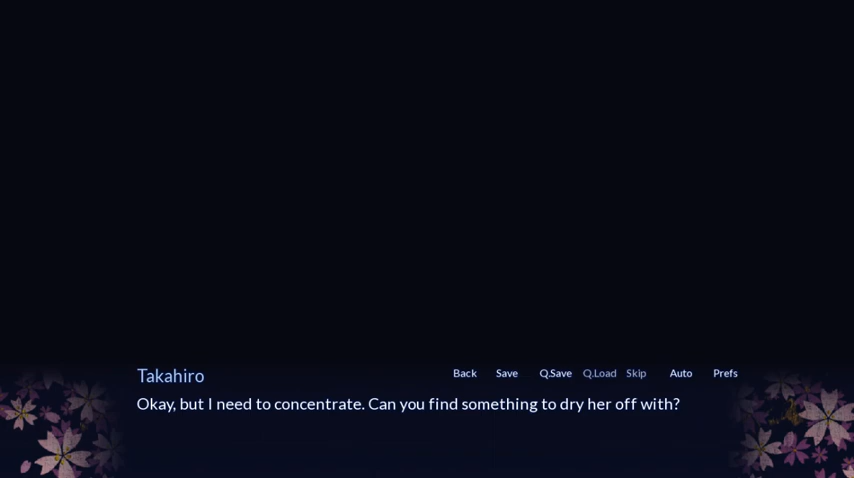 Takahiro
Back Save Q.Save Q.Load Skip Auto Prefs
Okay, but I need to concentrate. Can you find something to dry her off with?